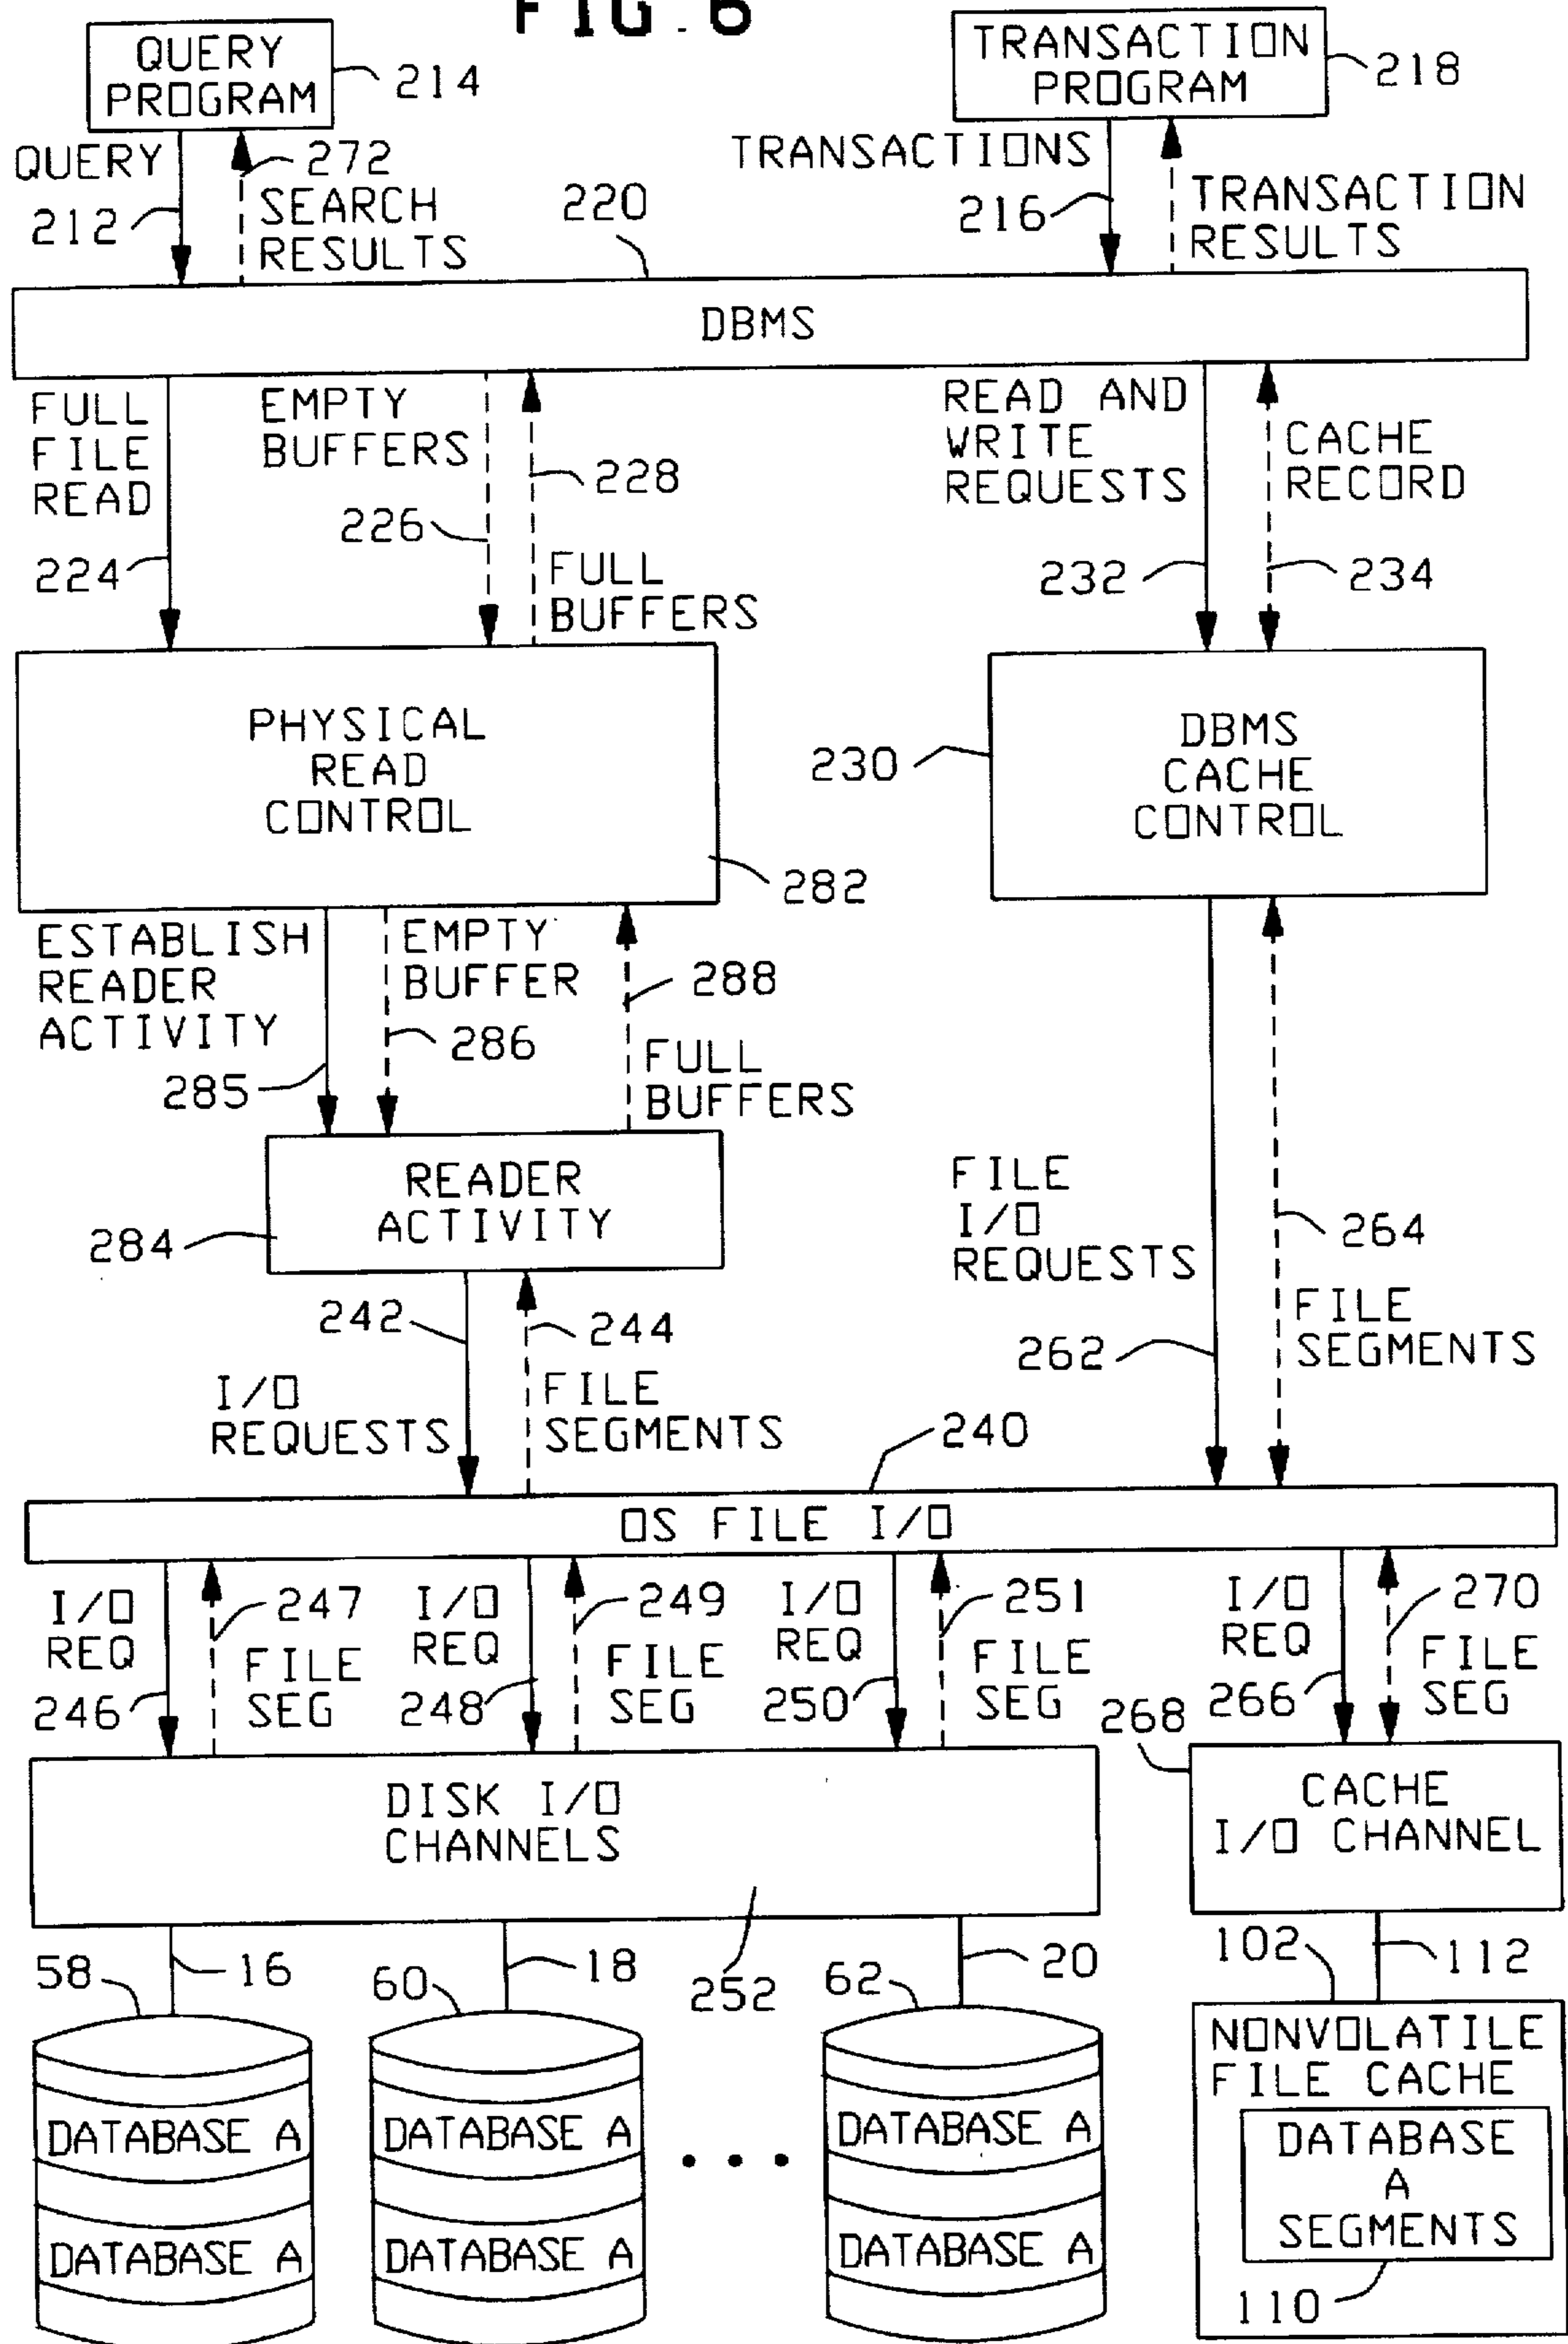 FIG. 6
QUERY
PROGRAM
214
TRANSACTION
PROGRAM
218
QUERY
212
272
SEARCH
RESULTS
220
TRANSACTIONS
216
TRANSACTION
RESULTS
DBMS
FULL
FILE
READ
224
EMPTY
BUFFERS
226
228
FULL
BUFFERS
READ AND
WRITE
REQUESTS
232
CACHE
RECORD
234
PHYSICAL
READ
CONTROL
282
230
DBMS
CACHE
CONTROL
ESTABLISH
READER
ACTIVITY
285
EMPTY
BUFFER
286
288
FULL
BUFFERS
READER
ACTIVITY
284
FILE
I/O
REQUESTS
262
264
FILE
SEGMENTS
242
I/O
REQUESTS
244
FILE
SEGMENTS
240
OS FILE I/O
I/O
REQ
246
247
FILE
SEG
I/O
REQ
248
249
FILE
SEG
I/O
REQ
250
251
FILE
SEG
I/O
REQ
266
270
FILE
SEG
268
DISK I/O
CHANNELS
252
CACHE
I/O CHANNEL
58
16
60
18
62
20
102
112
DATABASE A
DATABASE A
DATABASE A
DATABASE A
DATABASE A
DATABASE A
NONVOLATILE
FILE CACHE
DATABASE
A
SEGMENTS
110